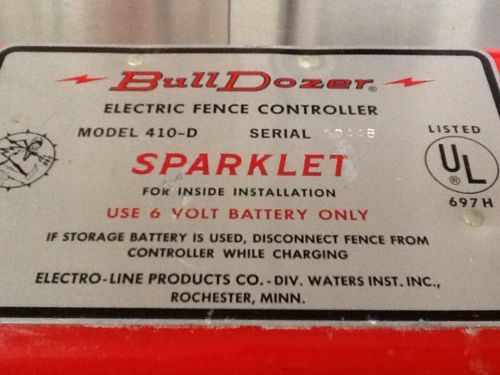 BullDozer®
ELECTRIC FENCE CONTROLLER
MODEL 410-D SERIAL
LISTED
SPARKLET
UL®
FOR INSIDE INSTALLATION
697H
USE 6 VOLT BATTERY ONLY
IF STORAGE BATTERY IS USED, DISCONNECT FENCE FROM
CONTROLLER WHILE CHARGING
ELECTRO-LINE PRODUCTS CO.-DIV. WATERS INST. INC.,
ROCHESTER, MINN.